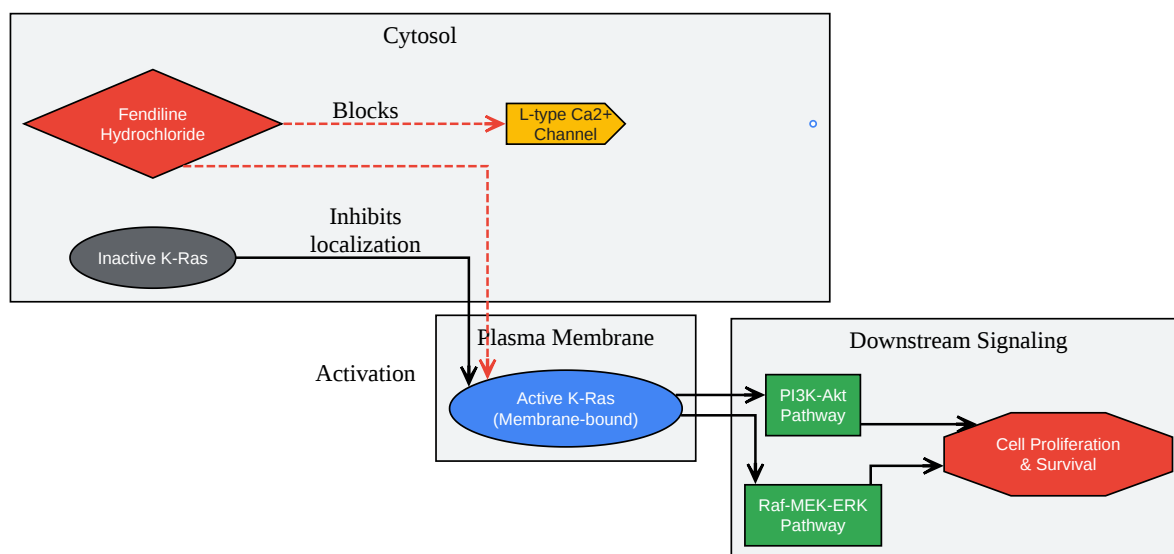 Cytosol
Fendiline
Hydrochloride
Blocks
L-type Ca2+
Channel
Inhibits
localization
Inactive K-Ras
Plasma Membrane
Activation
Active K-Ras
(Membrane-bound)
Downstream Signaling
PI3K-Akt
Pathway
Cell Proliferation
& Survival
Raf-MEK-ERK
Pathway